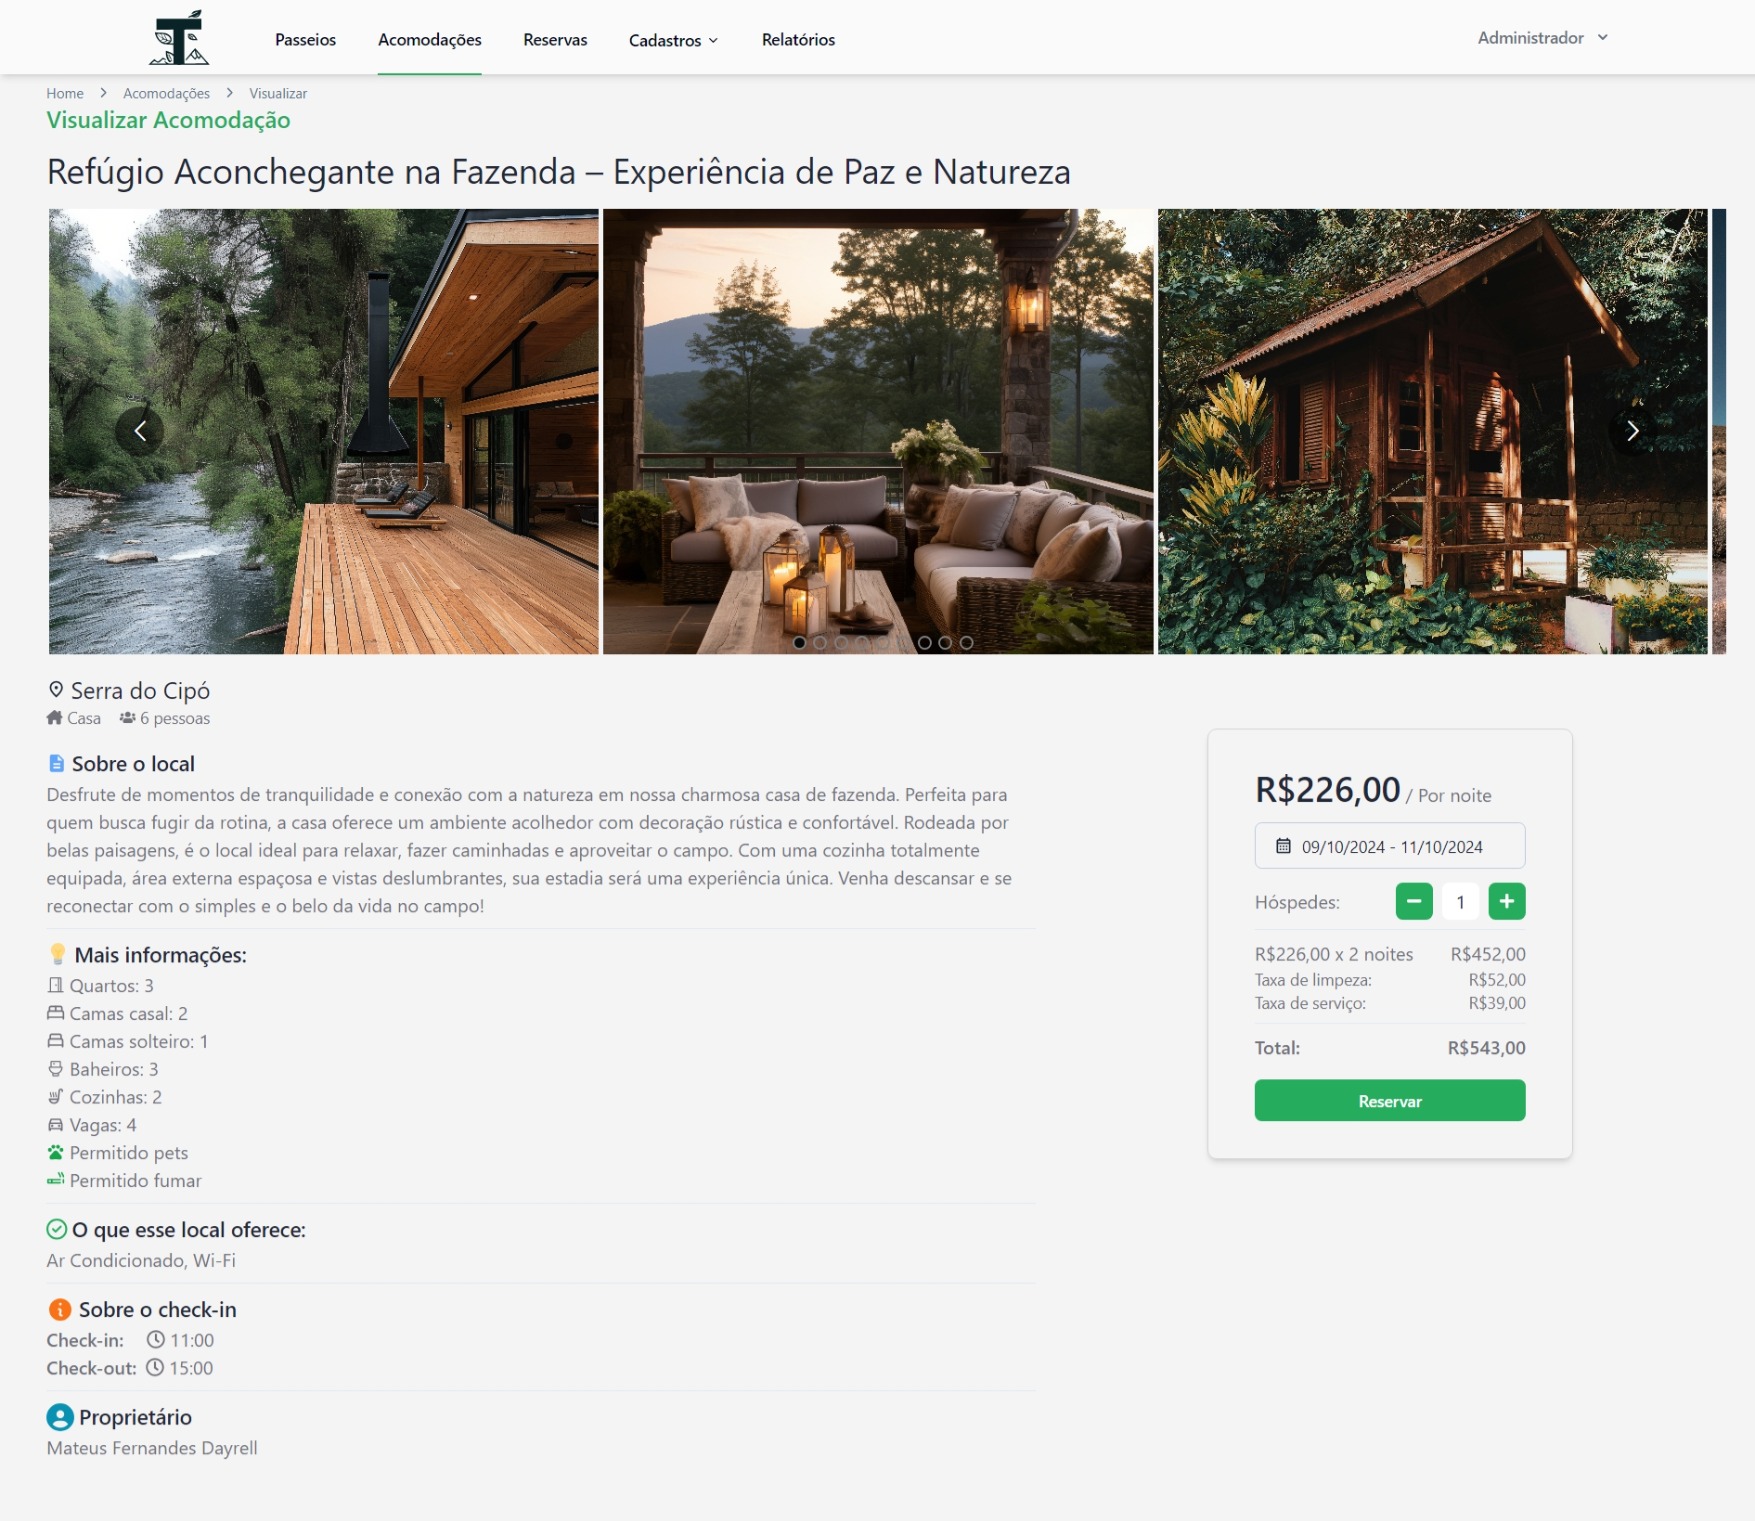 T
Passeios
Acomodações
Reservas
Cadastros
Relatórios
Administrador
Home > Acomodações > Visualizar
Visualizar Acomodação
Refúgio Aconchegante na Fazenda – Experiência de Paz e Natureza
Serra do Cipó
Casa 6 pessoas
Sobre o local
Desfrute de momentos de tranquilidade e conexão com a natureza em nossa charmosa casa de fazenda. Perfeita para
quem busca fugir da rotina, a casa oferece um ambiente acolhedor com decoração rústica e confortável. Rodeada por
belas paisagens, é o local ideal para relaxar, fazer caminhadas e aproveitar o campo. Com uma cozinha totalmente
equipada, área externa espaçosa e vistas deslumbrantes, sua estadia será uma experiência única. Venha descansar e se
reconectar com o simples e o belo da vida no campo!
Mais informações:
Quartos: 3
Camas casal: 2
Camas solteiro: 1
Baheiros: 3
Cozinhas: 2
Vagas: 4
Permitido pets
Permitido fumar
O que esse local oferece:
Ar Condicionado, Wi-Fi
Sobre o check-in
Check-in: 11:00
Check-out: 15:00
Proprietário
Mateus Fernandes Dayrell
R$226,00 / Por noite
09/10/2024 - 11/10/2024
Hóspedes: − 1 +
R$226,00 x 2 noites R$452,00
Taxa de limpeza: R$52,00
Taxa de serviço: R$39,00
Total: R$543,00
Reservar